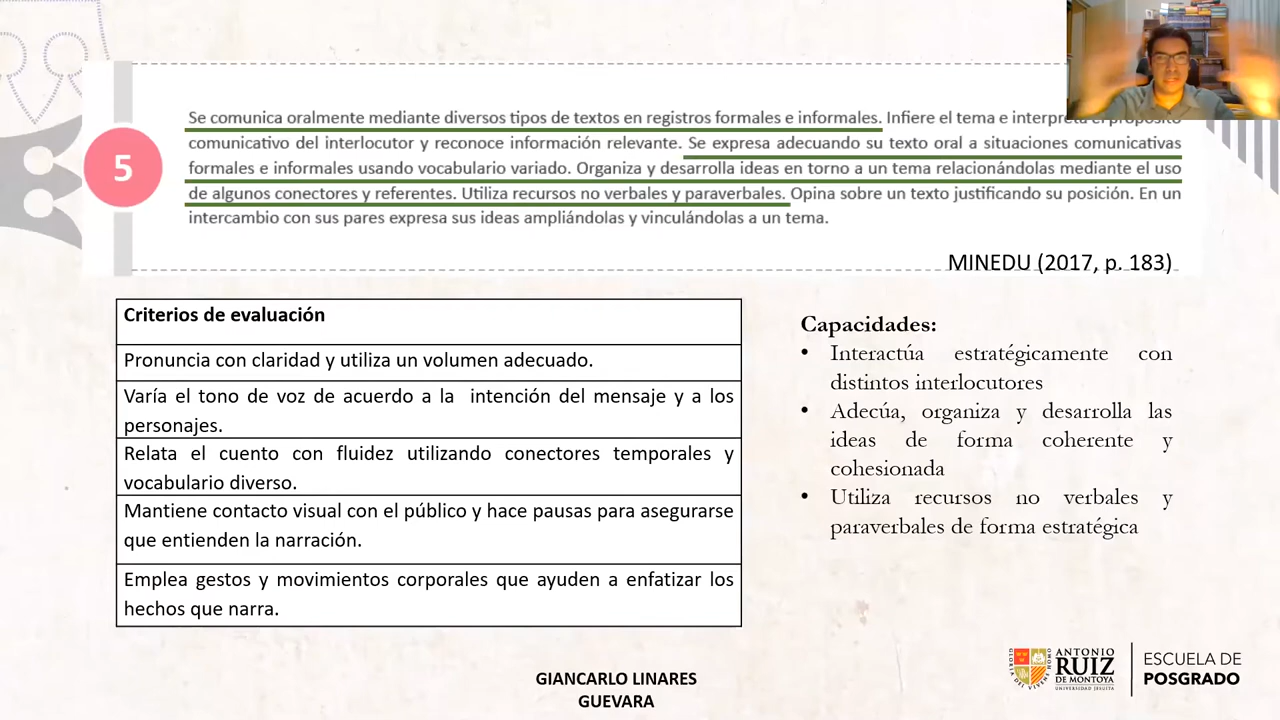 Se comunica oralmente mediante diversos tipos de textos en registros formales e informales. Infiere el tema e interpreta el propósito
comunicativo del interlocutor y reconoce información relevante. Se expresa adecuando su texto oral a situaciones comunicativas
5
formales e informales usando vocabulario variado. Organiza y desarrolla ideas en torno a un tema relacionándolas mediante el uso
de algunos conectores y referentes. Utiliza recursos no verbales y paraverbales. Opina sobre un texto justificando su posición. En un
intercambio con sus pares expresa sus ideas ampliándolas y vinculándolas a un tema.
MINEDU (2017, p. 183)
Criterios de evaluación
Pronuncia con claridad y utiliza un volumen adecuado.
Varía el tono de voz de acuerdo a la intención del mensaje y a los
personajes.
Relata el cuento con fluidez utilizando conectores temporales y
vocabulario diverso.
Mantiene contacto visual con el público y hace pausas para asegurarse
que entienden la narración.
Emplea gestos y movimientos corporales que ayuden a enfatizar los
hechos que narra.
Capacidades:
• Interactúa estratégicamente con
distintos interlocutores
• Adecúa, organiza y desarrolla las
ideas de forma coherente y
cohesionada
• Utiliza recursos no verbales y
paraverbales de forma estratégica
GIANCARLO LINARES
GUEVARA
ANTONIO
RUIZ
DE MONTOYA
UNIVERSIDAD JESUITA
ESCUELA DE
POSGRADO